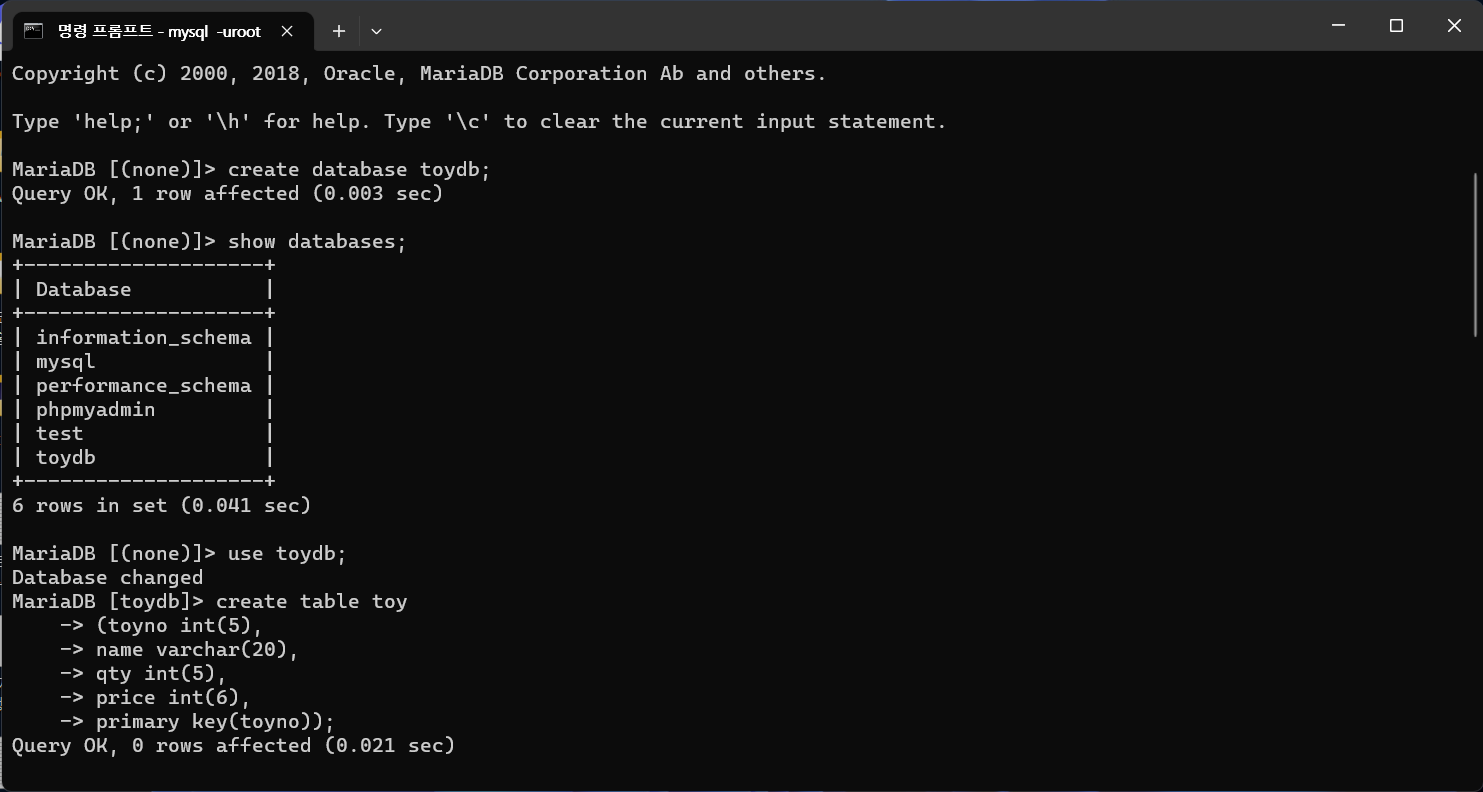 명령 프롬프트 - mysql -uroot
Copyright (c) 2000, 2018, Oracle, MariaDB Corporation Ab and others.
Type 'help;' or '\h' for help. Type '\c' to clear the current input statement.
MariaDB [(none)]> create database toydb;
Query OK, 1 row affected (0.003 sec)
MariaDB [(none)]> show databases;
+--------------------+
| Database           |
+--------------------+
| information_schema |
| mysql              |
| performance_schema |
| phpmyadmin         |
| test               |
| toydb              |
+--------------------+
6 rows in set (0.041 sec)
MariaDB [(none)]> use toydb;
Database changed
MariaDB [toydb]> create table toy
    -> (toyno int(5),
    -> name varchar(20),
    -> qty int(5),
    -> price int(6),
    -> primary key(toyno));
Query OK, 0 rows affected (0.021 sec)